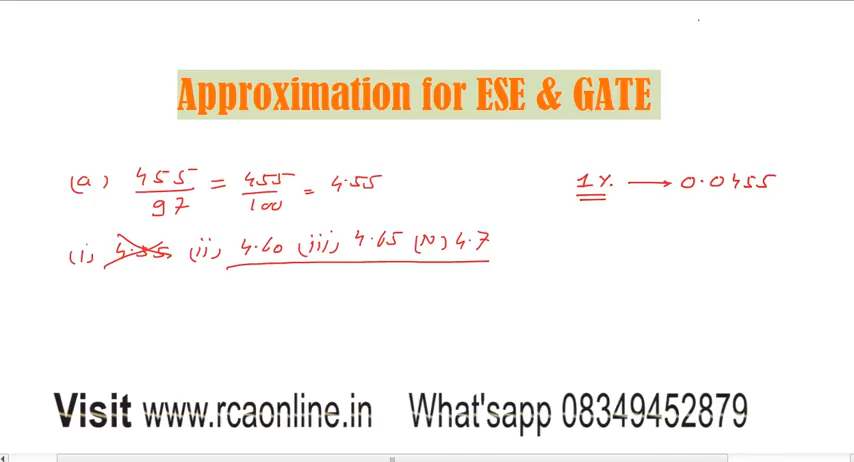 Approximation for ESE & GATE
(a) 455/97 = 455/100 = 4.55 1%. → 0.0455
(i) 4.55 (ii) 4.60 (iii) 4.65 (iv) 4.7
Visit www.rcaonline.in What'sapp 08349452879